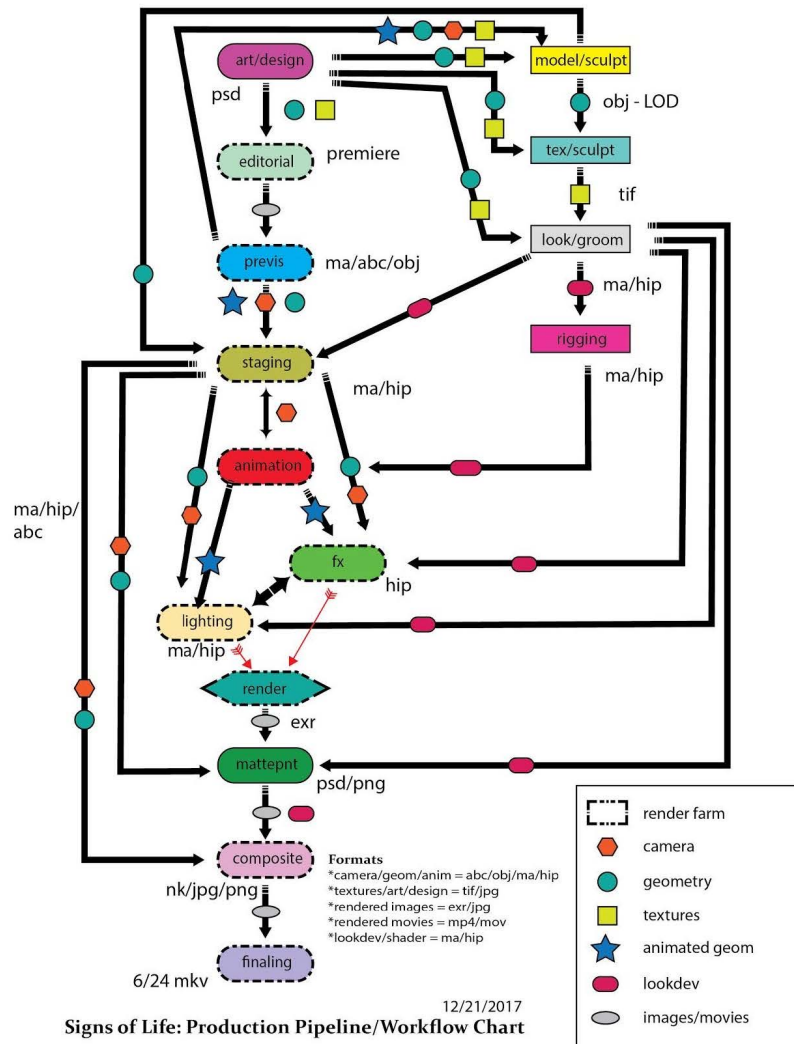 art/design
model/sculpt
psd
obj - LOD
editorial
premiere
tex/sculpt
tif
look/groom
previs
ma/abc/obj
ma/hip
rigging
staging
ma/hip
ma/hip
animation
ma/hip/
abc
fx
hip
lighting
ma/hip
render
exr
mattepnt
psd/png
composite
nk/jpg/png
Formats
*camera/geom/anim = abc/obj/ma/hip
*textures/art/design = tif/jpg
*rendered images = exr/jpg
*rendered movies = mp4/mov
*lookdev/shader = ma/hip
finaling
6/24 mkv
render farm
camera
geometry
textures
animated geom
lookdev
images/movies
12/21/2017
Signs of Life: Production Pipeline/Workflow Chart